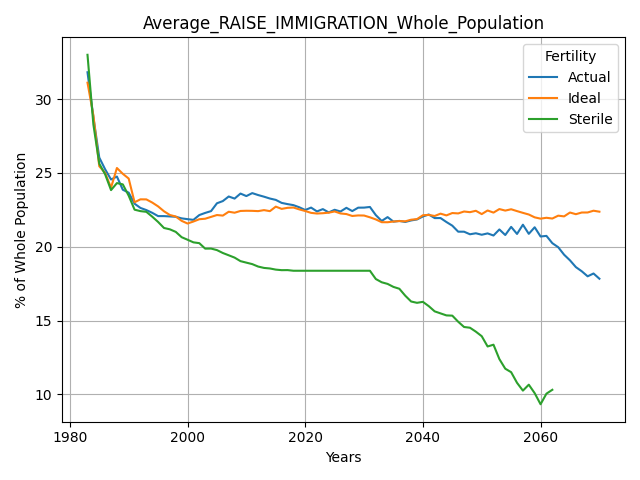 Average_RAISE_IMMIGRATION_Whole_Population
Fertility
Actual
Ideal
Sterile
% of Whole Population
30
25
20
15
10
1980
2000
2020
2040
2060
Years